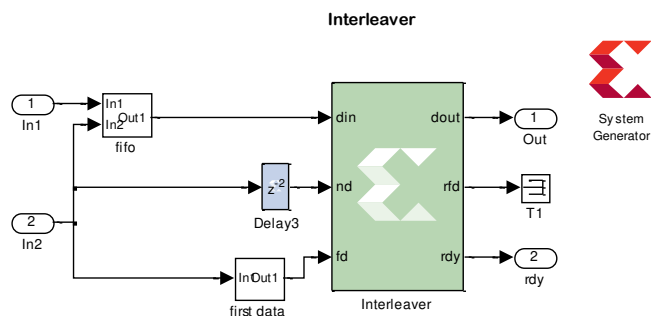 Interleaver
1
In1
In1
In2
Out1
fifo
din
dout
1
Out
System
Generator
z-2
Delay3
nd
rfd
T1
2
In2
In1
Out1
first data
fd
rdy
2
rdy
Interleaver